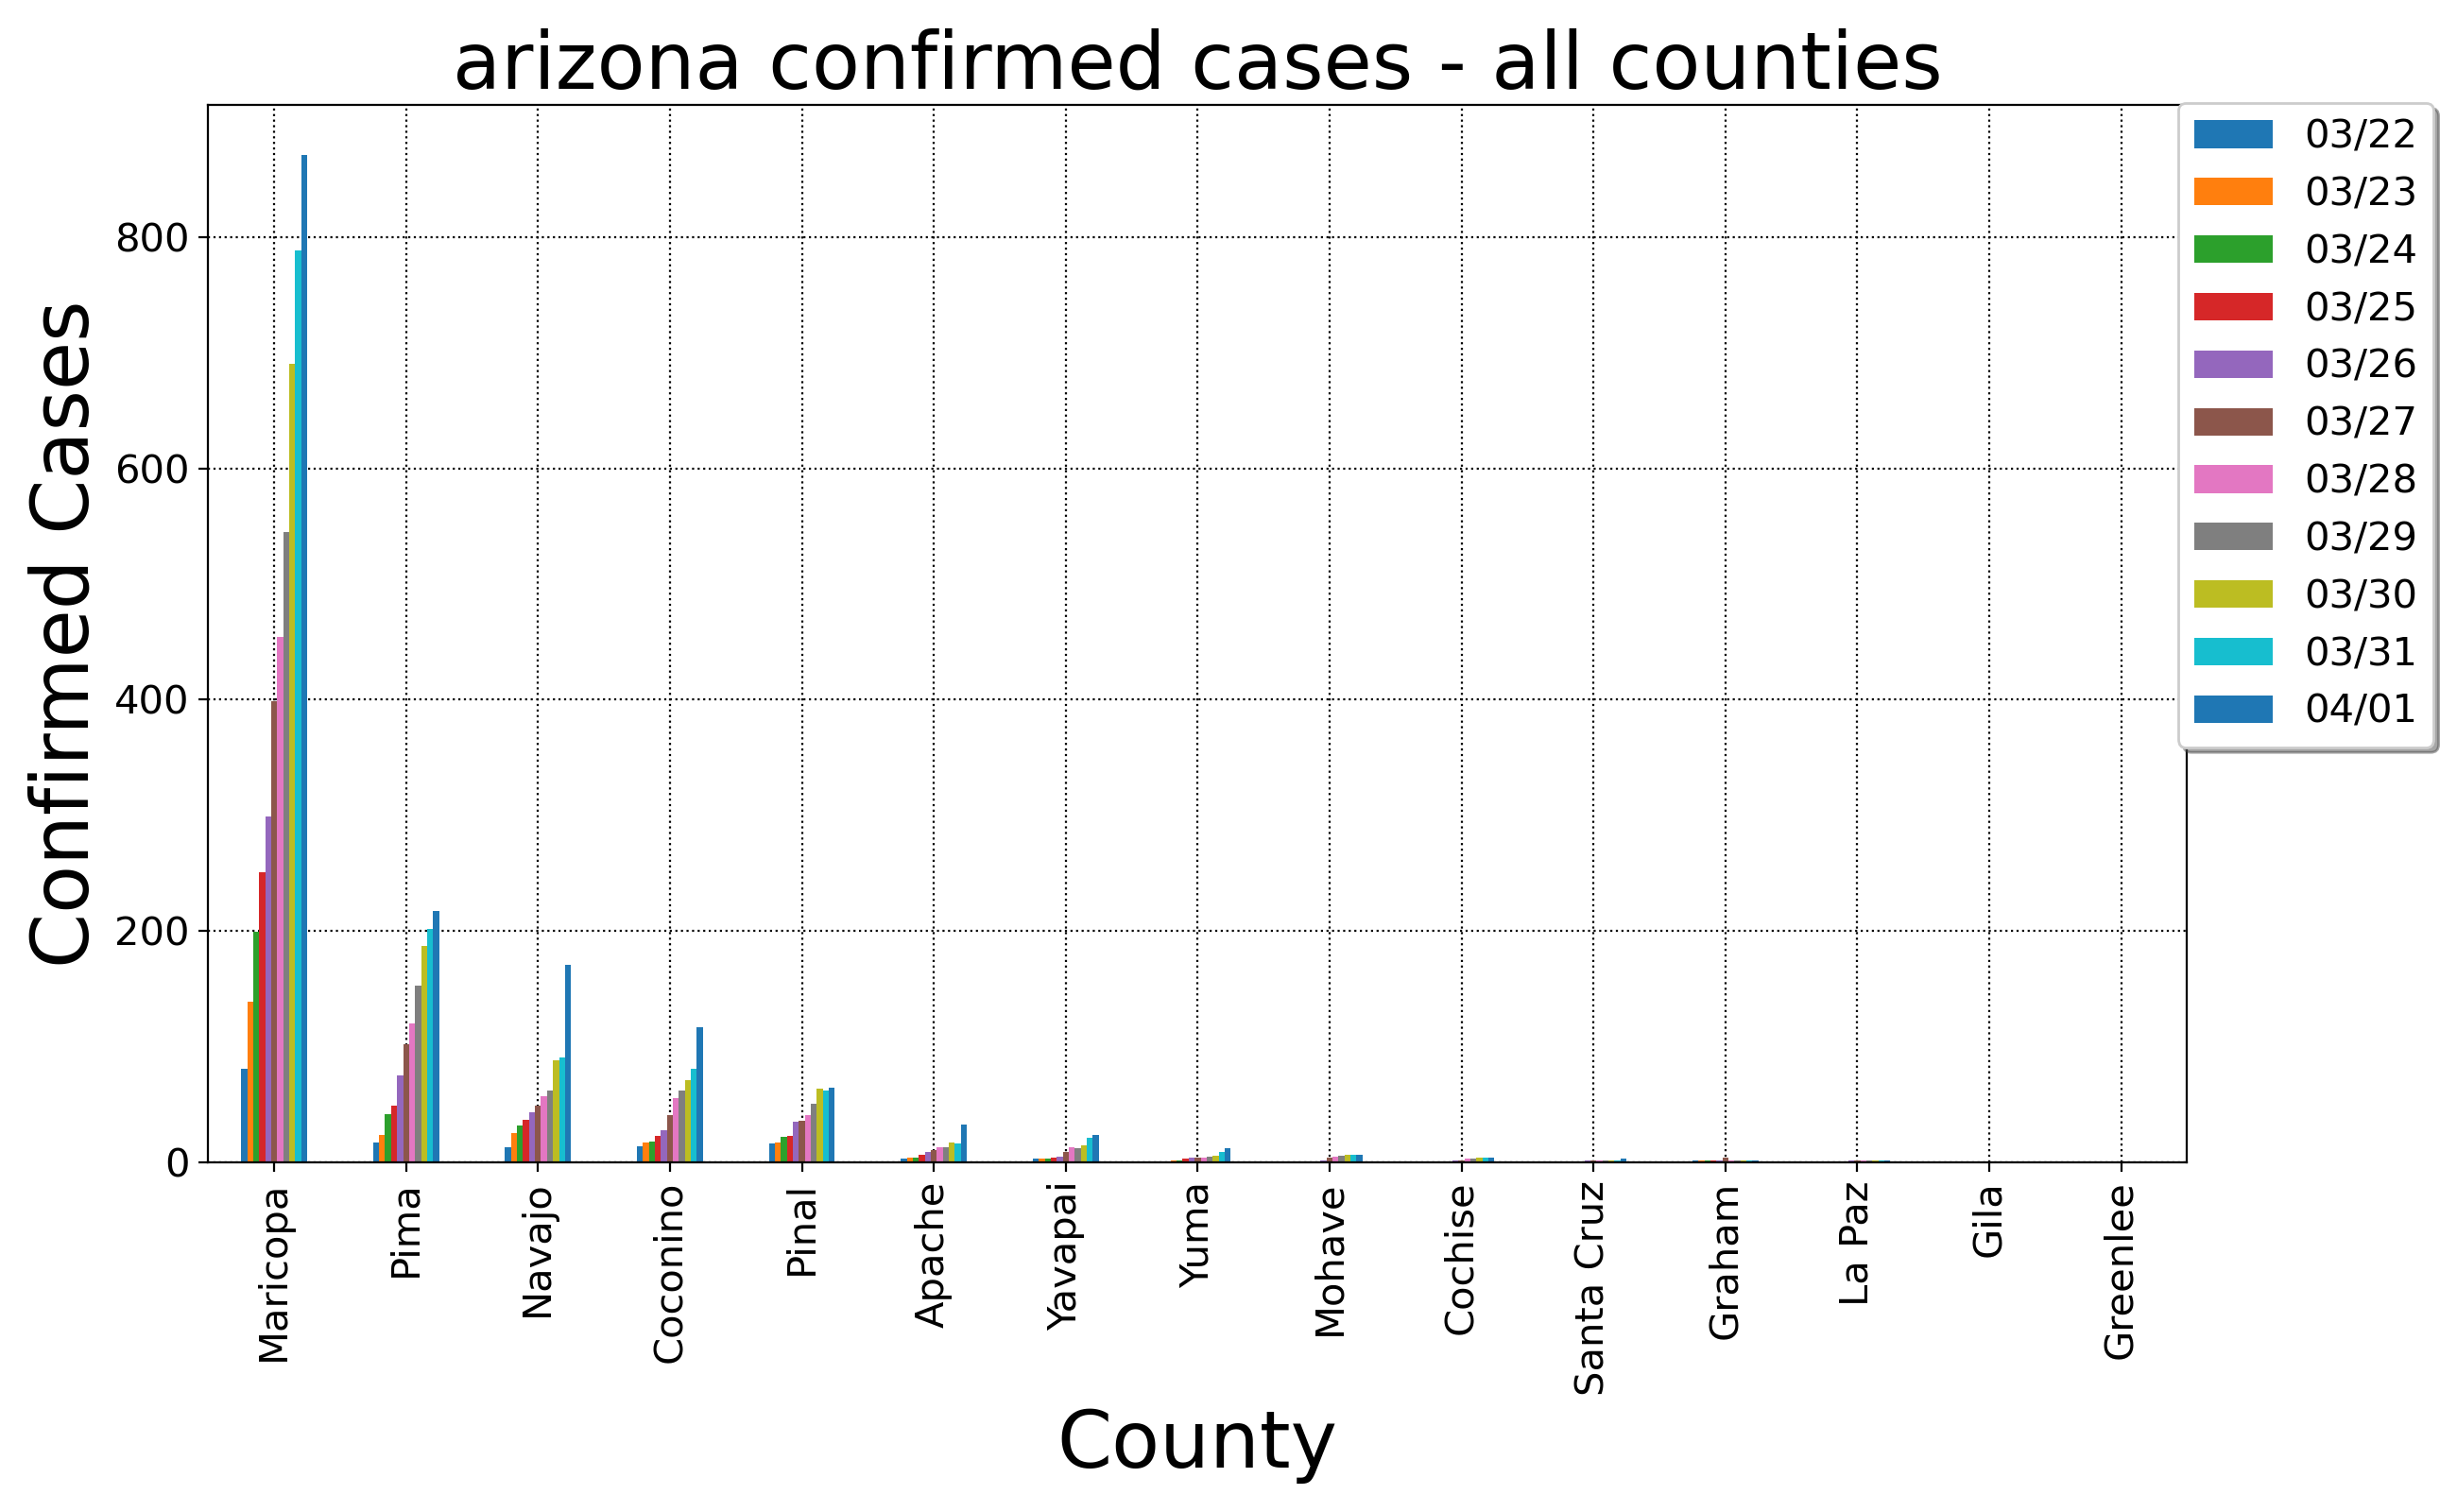 arizona confirmed cases - all counties
Confirmed Cases
800
600
400
200
0
Maricopa
Pima
Navajo
Coconino
Pinal
Apache
Yavapai
Yuma
Mohave
Cochise
Santa Cruz
Graham
La Paz
Gila
Greenlee
County
03/22
03/23
03/24
03/25
03/26
03/27
03/28
03/29
03/30
03/31
04/01